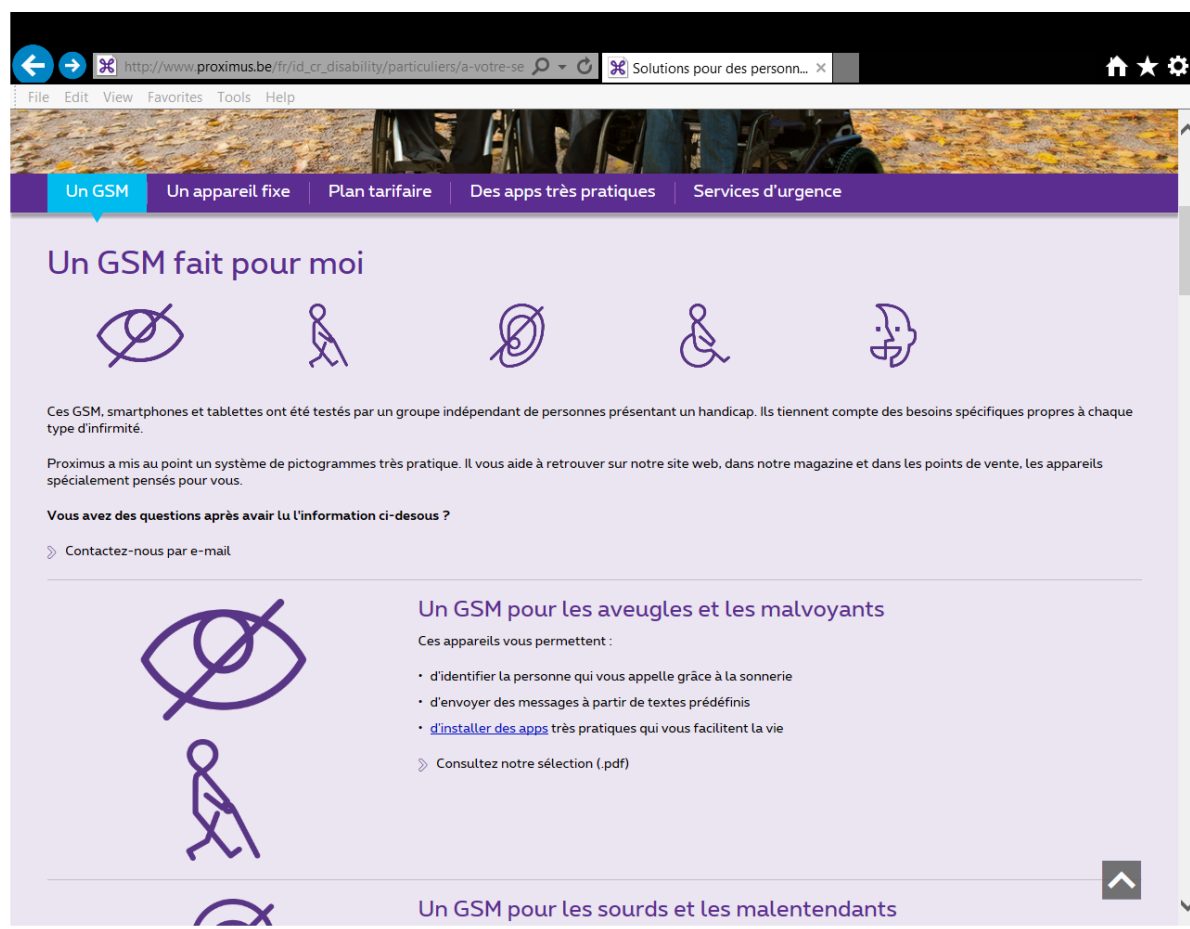 http://www.proximus.be/fr/id_cr_disability/particuliers/a-votre-se
Solutions pour des personn...
File Edit View Favorites Tools Help
Un GSM
Un appareil fixe
Plan tarifaire
Des apps très pratiques
Services d'urgence
Un GSM fait pour moi
Ces GSM, smartphones et tablettes ont été testés par un groupe indépendant de personnes présentant un handicap. Ils tiennent compte des besoins spécifiques propres à chaque
type d'infirmité.
Proximus a mis au point un système de pictogrammes très pratique. Il vous aide à retrouver sur notre site web, dans notre magazine et dans les points de vente, les appareils
spécialement pensés pour vous.
Vous avez des questions après avair lu l'information ci-desous ?
Contactez-nous par e-mail
Un GSM pour les aveugles et les malvoyants
Ces appareils vous permettent :
• d'identifier la personne qui vous appelle grâce à la sonnerie
• d'envoyer des messages à partir de textes prédéfinis
• d'installer des apps très pratiques qui vous facilitent la vie
Consultez notre sélection (.pdf)
Un GSM pour les sourds et les malentendants